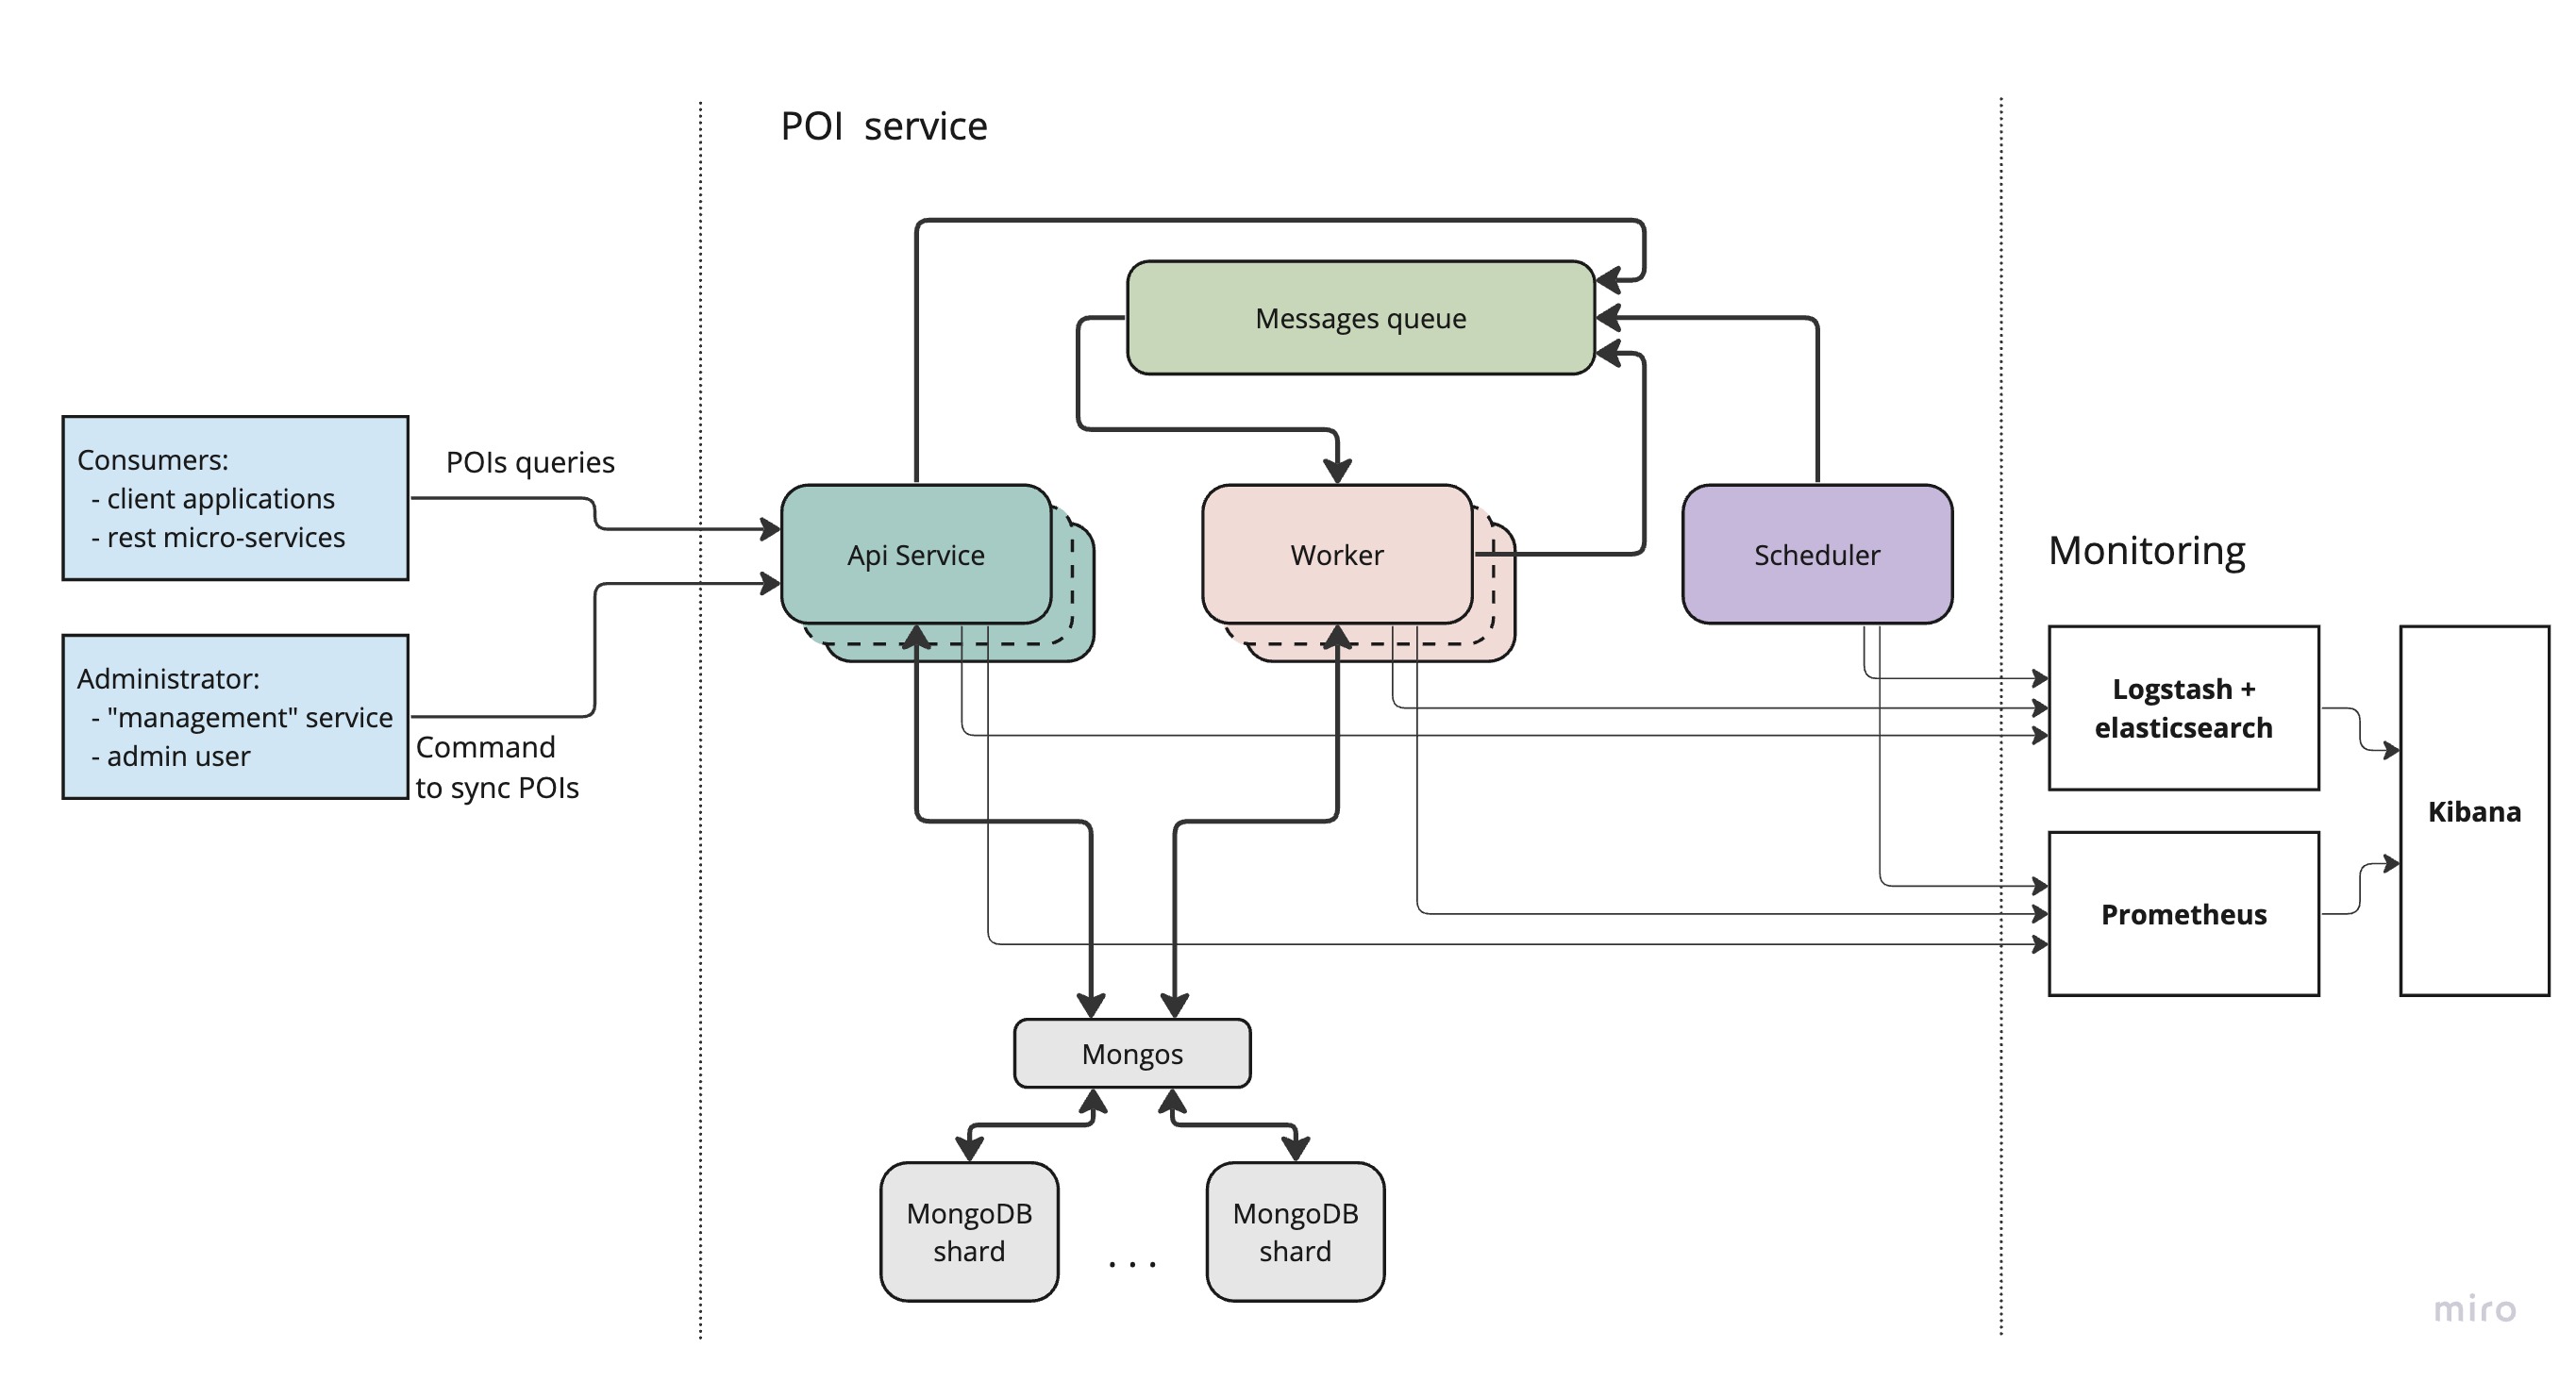 POI service
Messages queue
Consumers:
- client applications
- rest micro-services
POIs queries
Administrator:
- "management" service
- admin user
Command
to sync POIs
Api Service
Worker
Scheduler
Monitoring
Logstash +
elasticsearch
Kibana
Prometheus
Mongos
MongoDB
shard
. . .
MongoDB
shard
miro